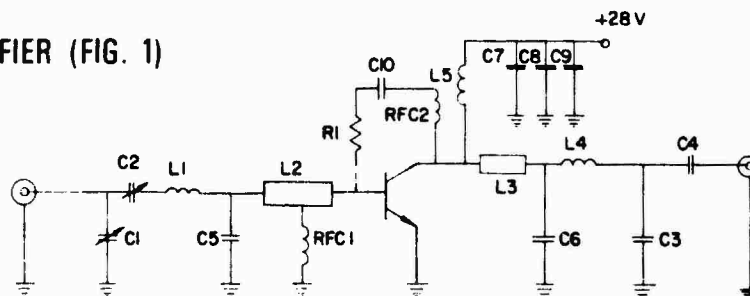 FIER (FIG. 1)
+28 V
C7 C8 C9
C10
L5
RFC2
R1
C2 L1 L2
L3
L4
C4
C1
C5
RFC1
C6
C3